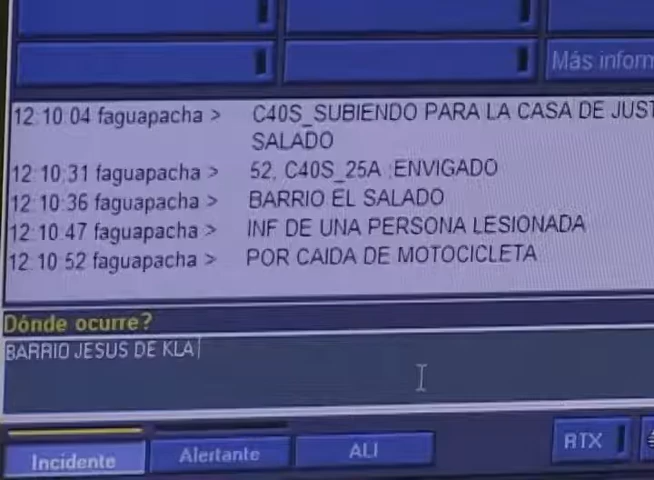 Más inform
12:10:04 faguapacha > C40S_SUBIENDO PARA LA CASA DE JUST
SALADO
12:10:31 faguapacha > 52, C40S_25A :ENVIGADO
12:10:36 faguapacha > BARRIO EL SALADO
12:10:47 faguapacha > INF DE UNA PERSONA LESIONADA
12:10:52 faguapacha > POR CAIDA DE MOTOCICLETA
Dónde ocurre?
BARRIO JESUS DE KLA
Incidente Alertante ALI RTX